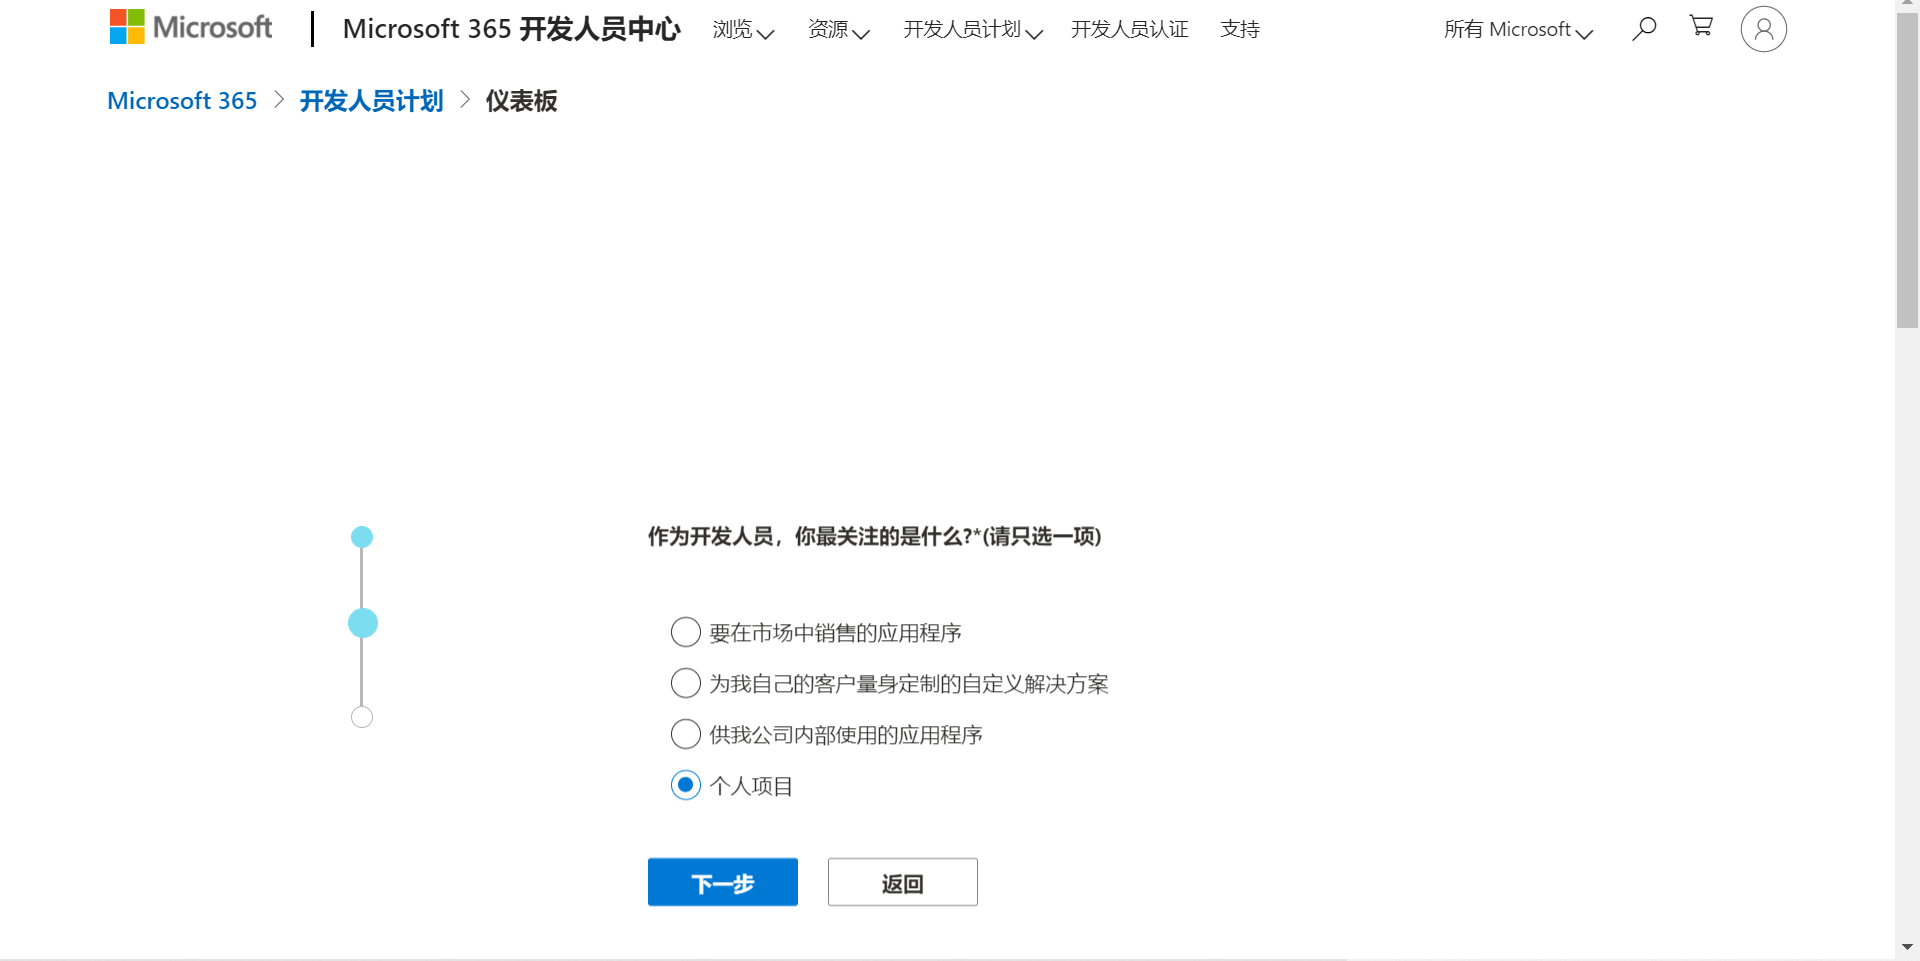 Microsoft
Microsoft 365 开发人员中心
浏览
资源
开发人员计划
开发人员认证
支持
所有 Microsoft
Microsoft 365 > 开发人员计划 > 仪表板
作为开发人员，你最关注的是什么?*(请只选一项)
要在市场中销售的应用程序
为我自己的客户量身定制的自定义解决方案
供我公司内部使用的应用程序
个人项目
下一步
返回